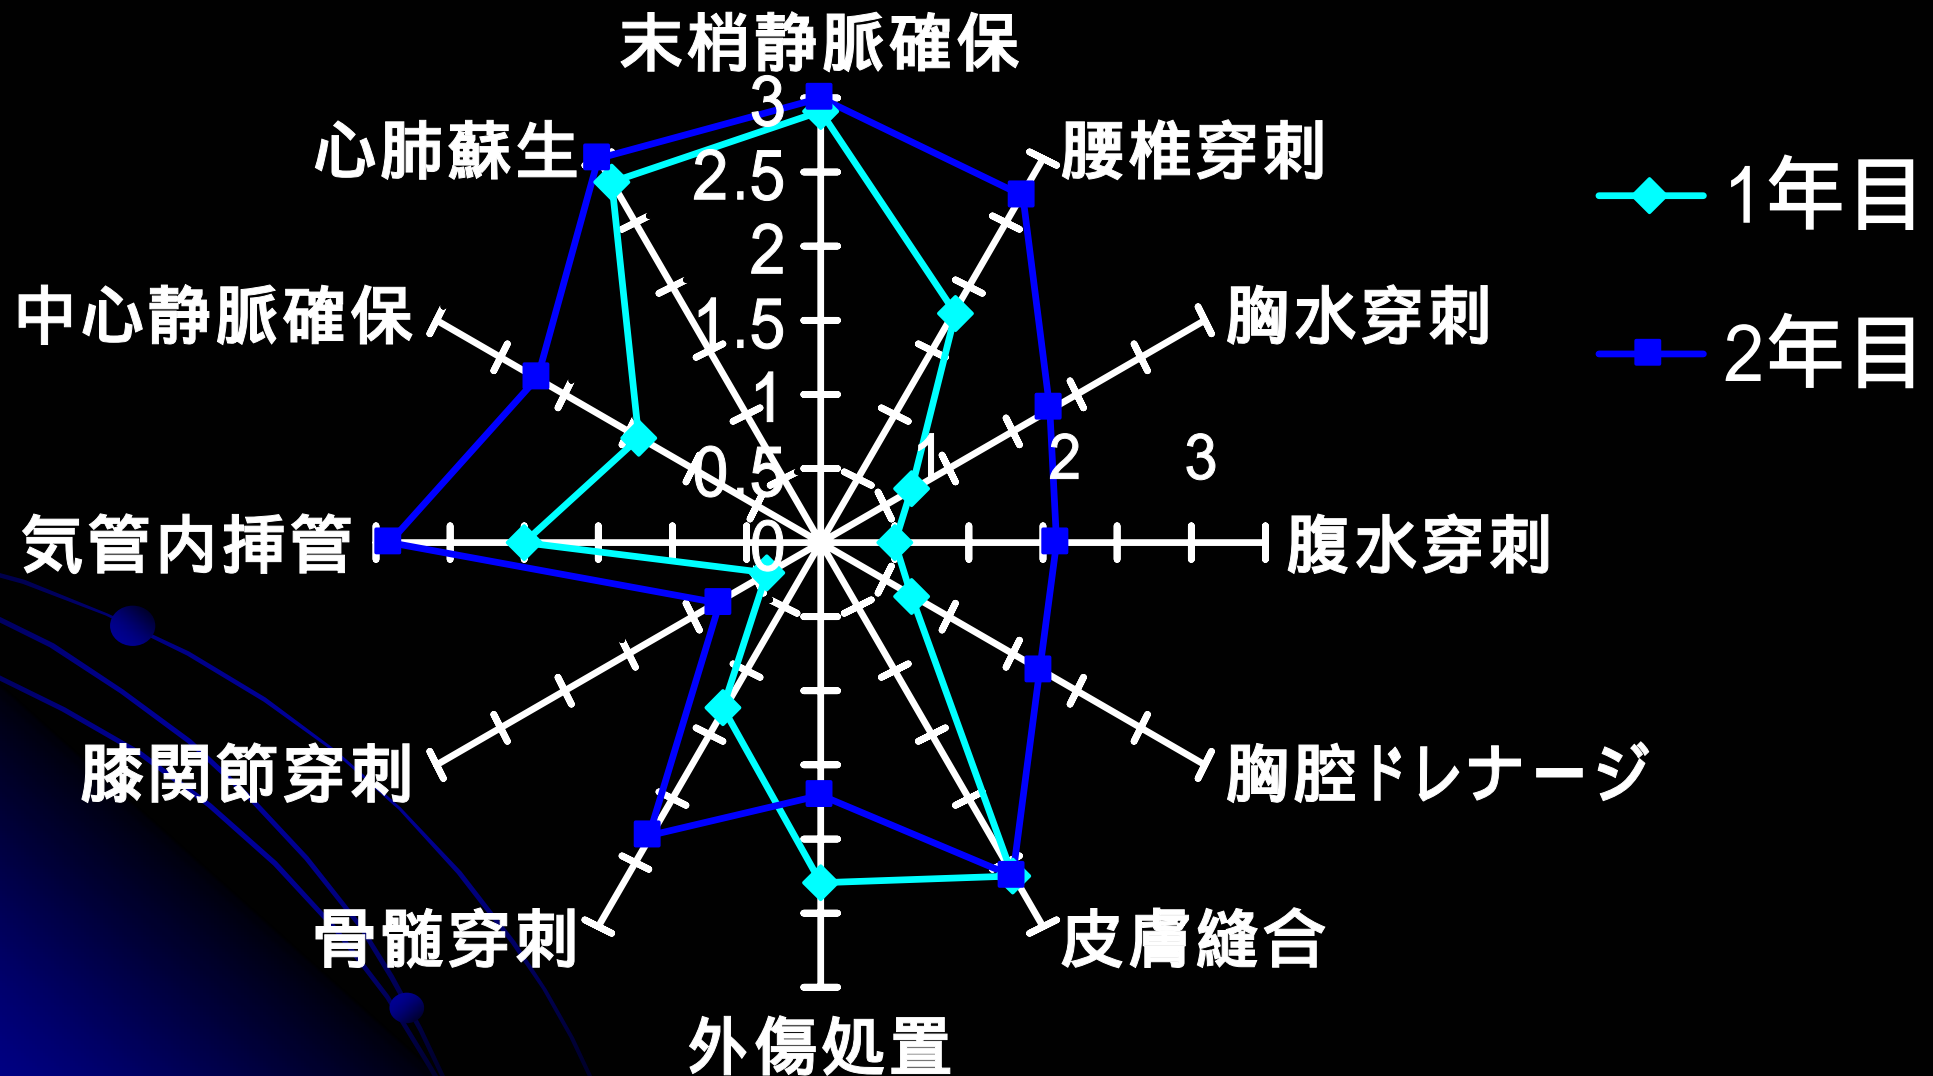 末梢静脈確保
3
心肺蘇生
腰椎穿刺
2.5
1年目
2
中心静脈確保
胸水穿刺
1.5
2年目
1
0.5
1
2
3
気管内挿管
0
腹水穿刺
膝関節穿刺
胸腔ドレナージ
骨髄穿刺
皮膚縫合
外傷処置